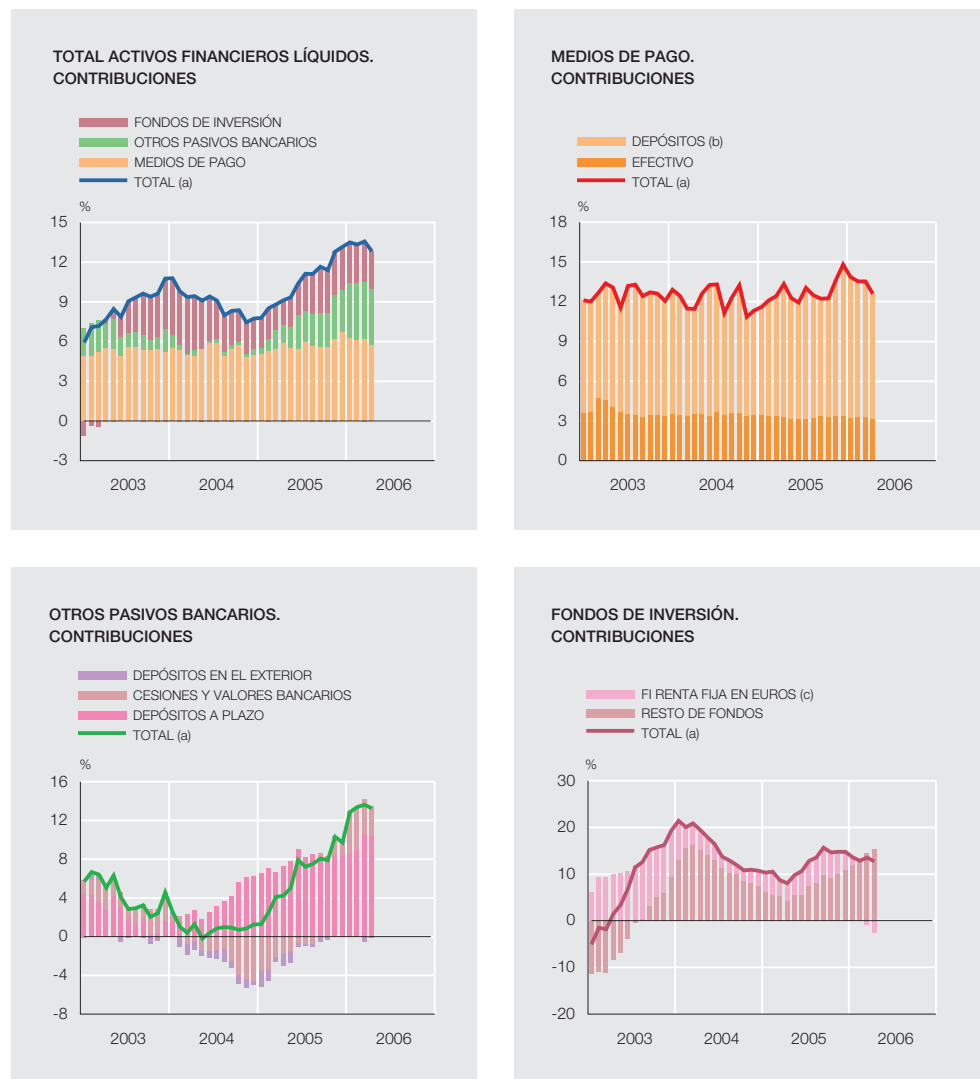 TOTAL ACTIVOS FINANCIEROS LÍQUIDOS.
CONTRIBUCIONES
FONDOS DE INVERSIÓN
OTROS PASIVOS BANCARIOS
MEDIOS DE PAGO
TOTAL (a)
%
15
12
9
6
3
0
-3
2003 2004 2005 2006
MEDIOS DE PAGO.
CONTRIBUCIONES
DEPÓSITOS (b)
EFECTIVO
TOTAL (a)
%
18
15
12
9
6
3
0
2003 2004 2005 2006
OTROS PASIVOS BANCARIOS.
CONTRIBUCIONES
DEPÓSITOS EN EL EXTERIOR
CESIONES Y VALORES BANCARIOS
DEPÓSITOS A PLAZO
TOTAL (a)
%
16
12
8
4
0
-4
-8
2003 2004 2005 2006
FONDOS DE INVERSIÓN.
CONTRIBUCIONES
FI RENTA FIJA EN EUROS (c)
RESTO DE FONDOS
TOTAL (a)
%
30
20
10
0
-10
-20
2003 2004 2005 2006